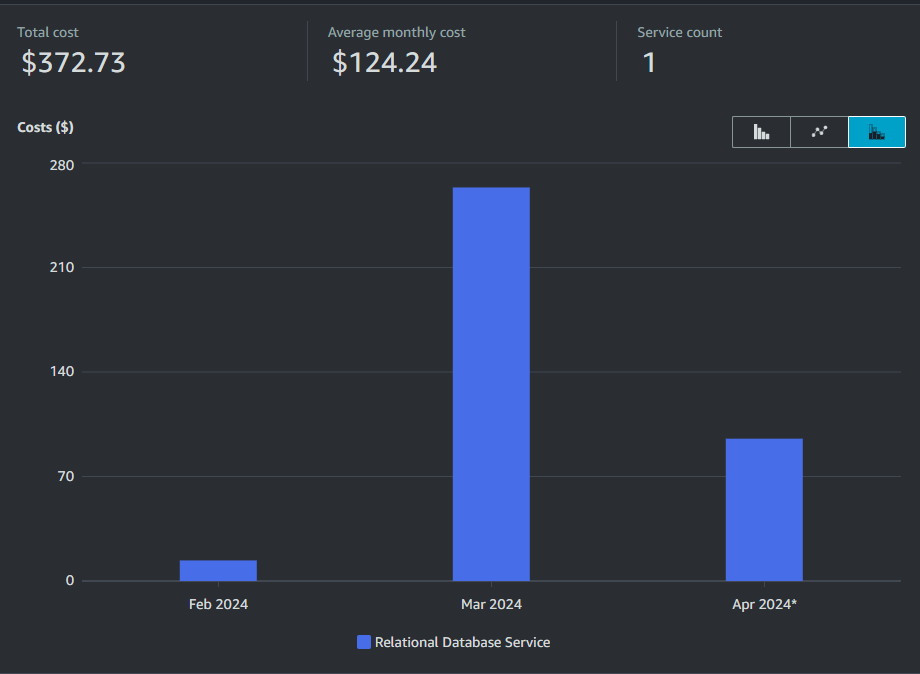 Total cost
$372.73
Average monthly cost
$124.24
Service count
1
Costs ($)
280
210
140
70
0
Feb 2024
Mar 2024
Apr 2024*
Relational Database Service